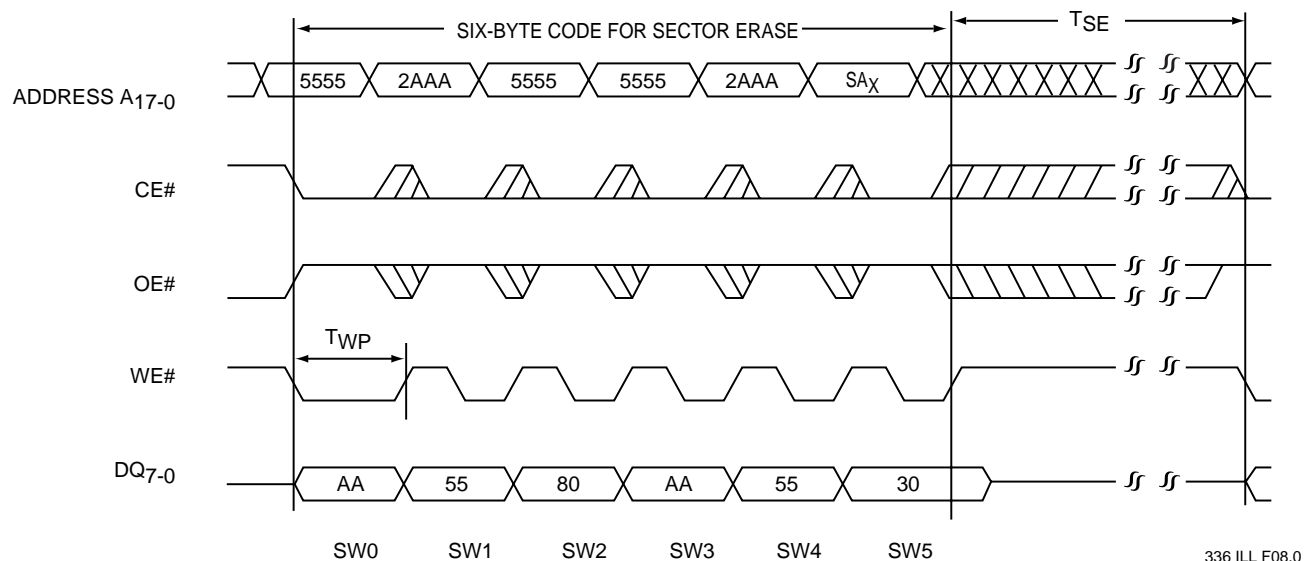 SIX-BYTE CODE FOR SECTOR ERASE TSE
ADDRESS A17-0 5555 2AAA 5555 5555 2AAA SAX
CE#
OE#
TWP
WE#
DQ7-0 AA 55 80 AA 55 30
SW0 SW1 SW2 SW3 SW4 SW5
336 ILL F08.0